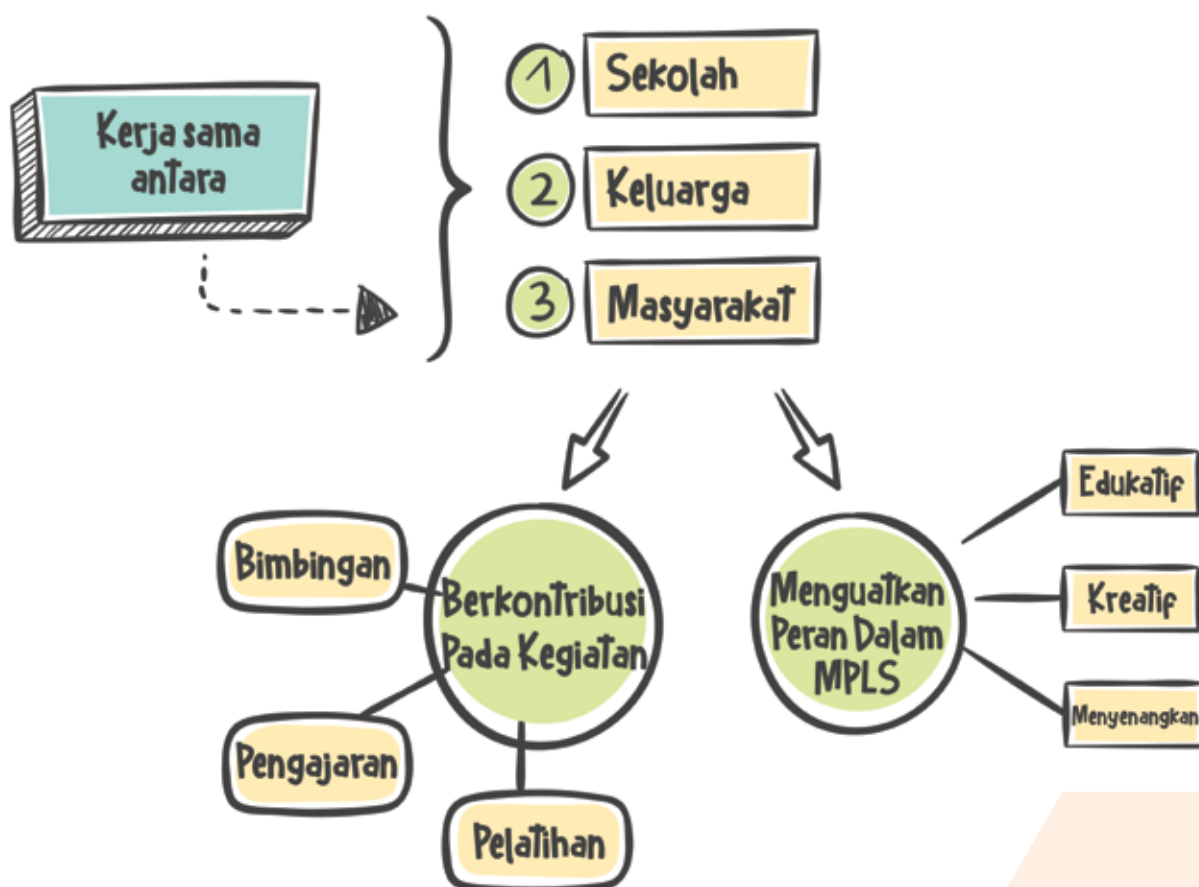 Kerja sama
antara
1 Sekolah
2 Keluarga
3 Masyarakat
Bimbingan
Pengajaran
Pelatihan
Berkontribusi
Pada Kegiatan
Menguatkan
Peran Dalam
MPLS
Edukatif
Kreatif
Menyenangkan